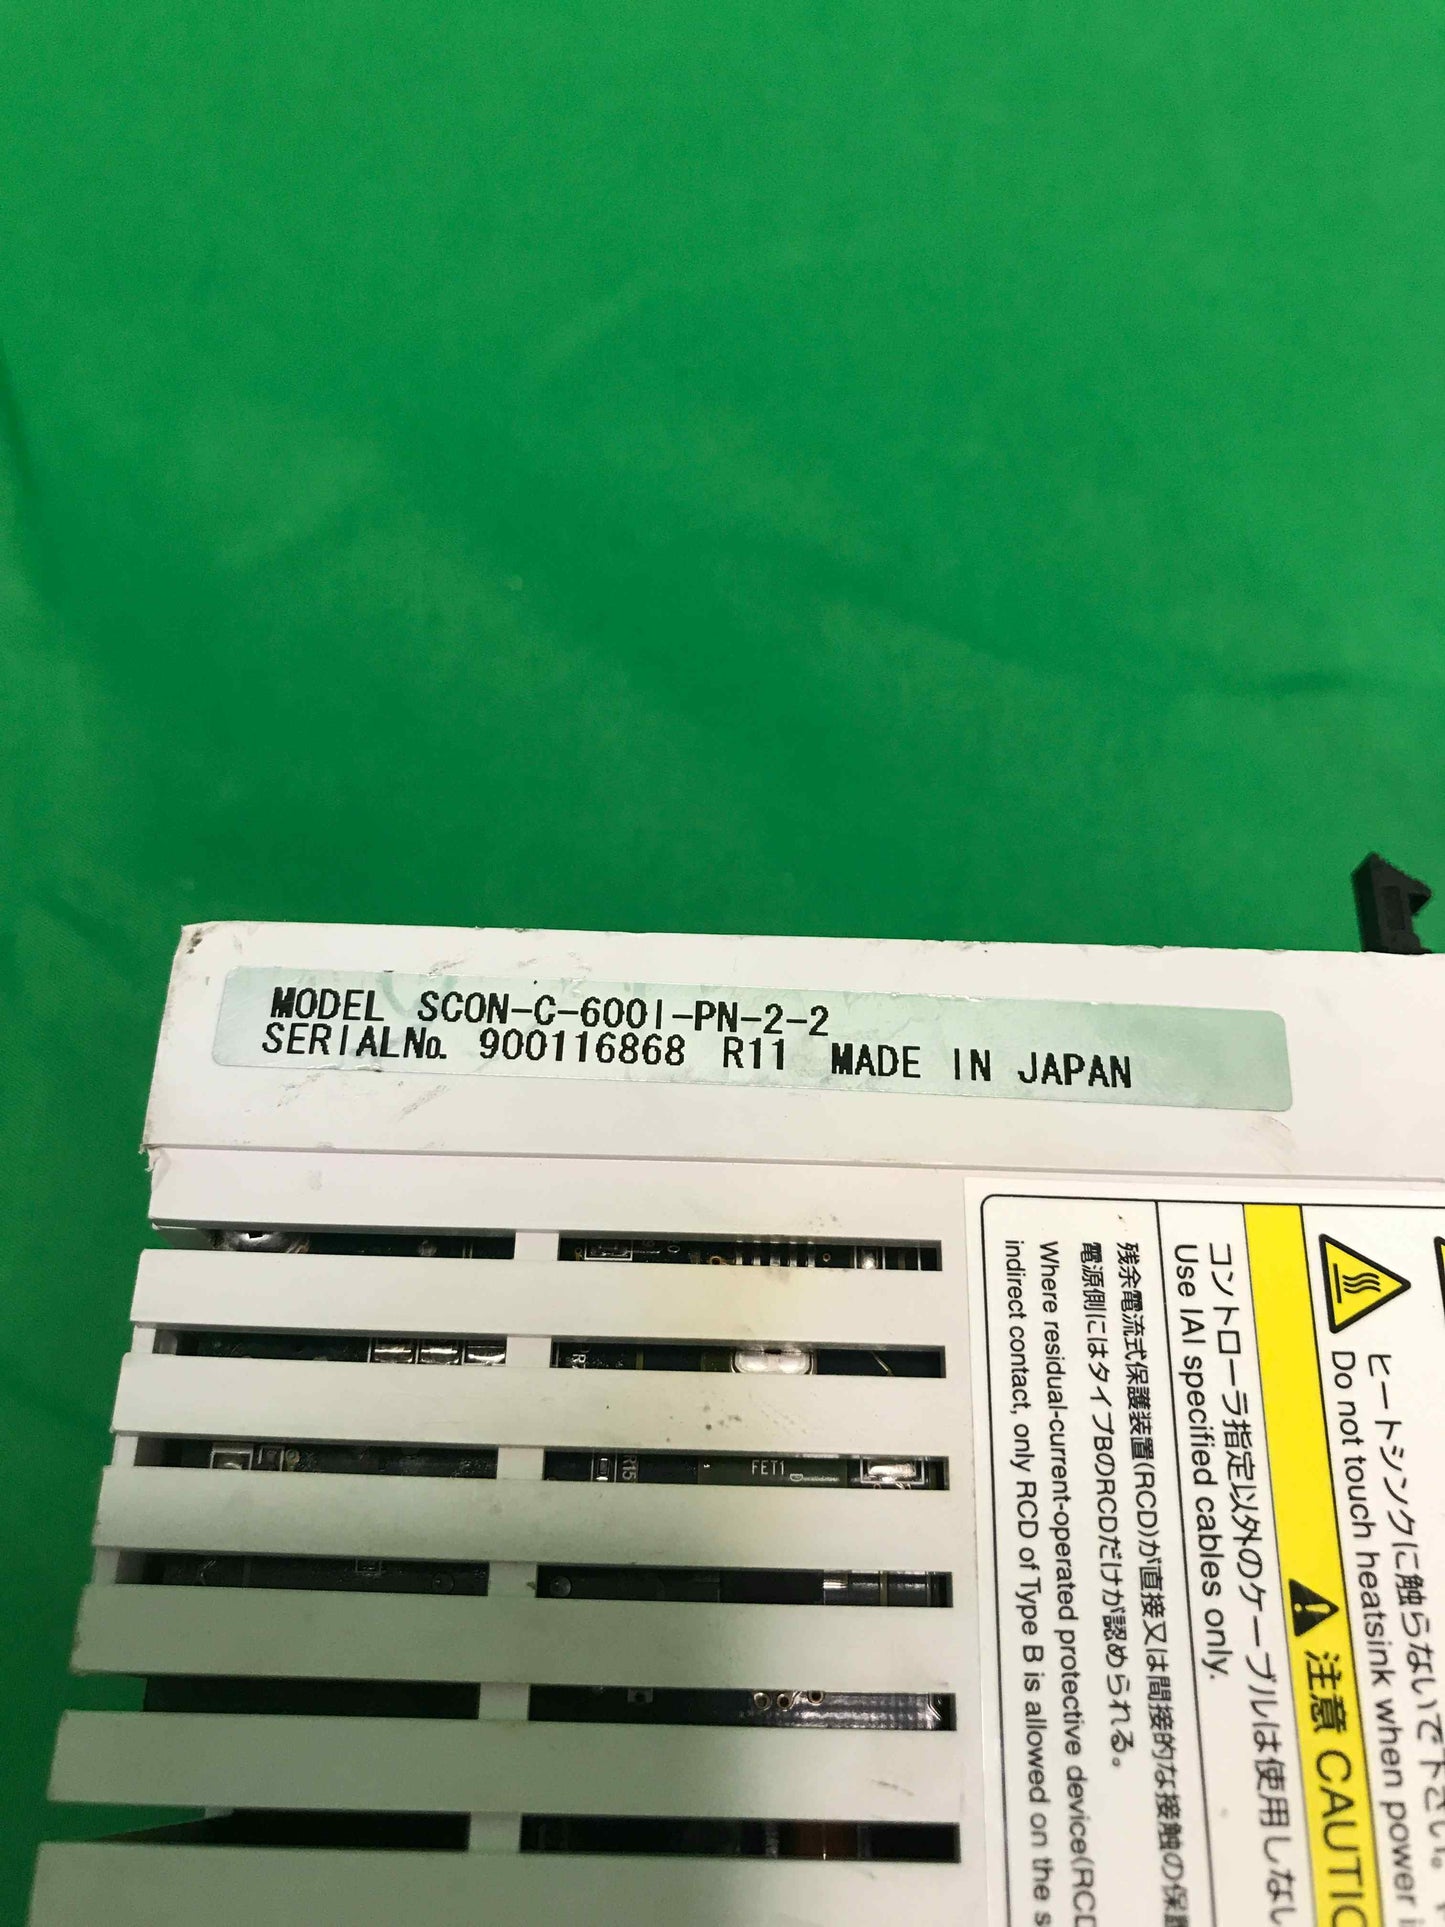 MODEL SCON-C-600I-PN-2-2
SERIALNo. 900116868 R11 MADE IN JAPAN
ヒートシンクに触らないで下さい。
Do not touch heatsink when power i
注意 CAUTIO
コントローラ指定以外のケーブルは使用しない
Use IAI specified cables only.
残余電流式保護装置(RCD)が直接又は間接的な接触の保護
電源側にはタイプBのRCDだけが認められる。
Where residual-current-operated protective device(RCD
indirect contact, only RCD of Type B is allowed on the s
R15
FET1